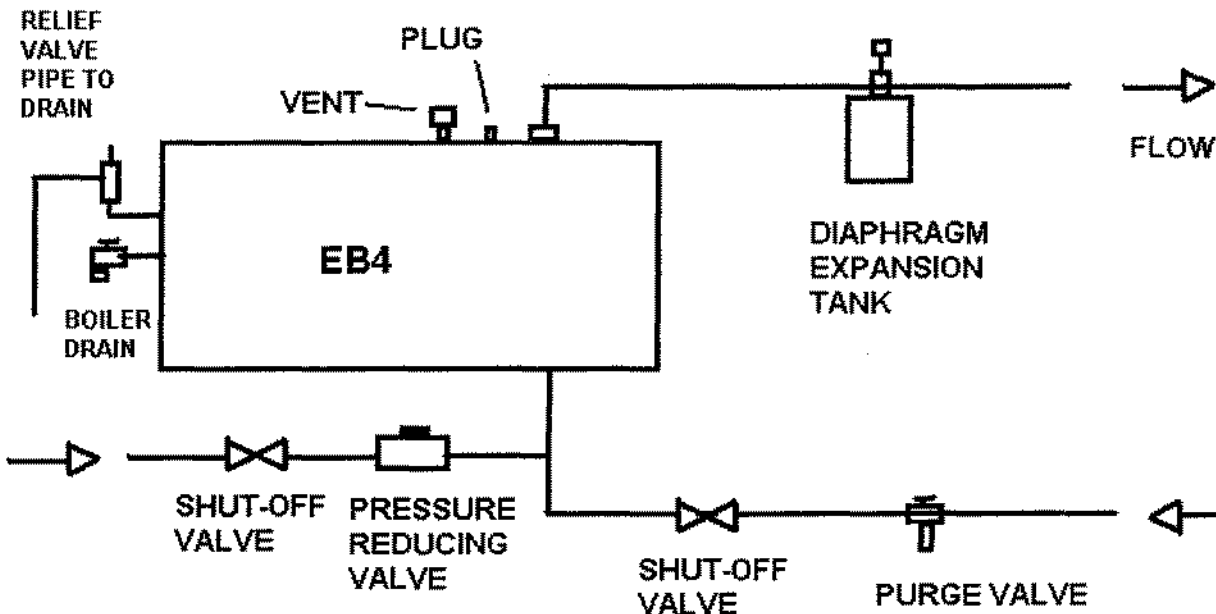 RELIEF
VALVE
PIPE TO
DRAIN
PLUG
VENT
FLOW
EB4
DIAPHRAGM
EXPANSION
TANK
BOILER
DRAIN
SHUT-OFF
VALVE
PRESSURE
REDUCING
VALVE
SHUT-OFF
VALVE
PURGE VALVE